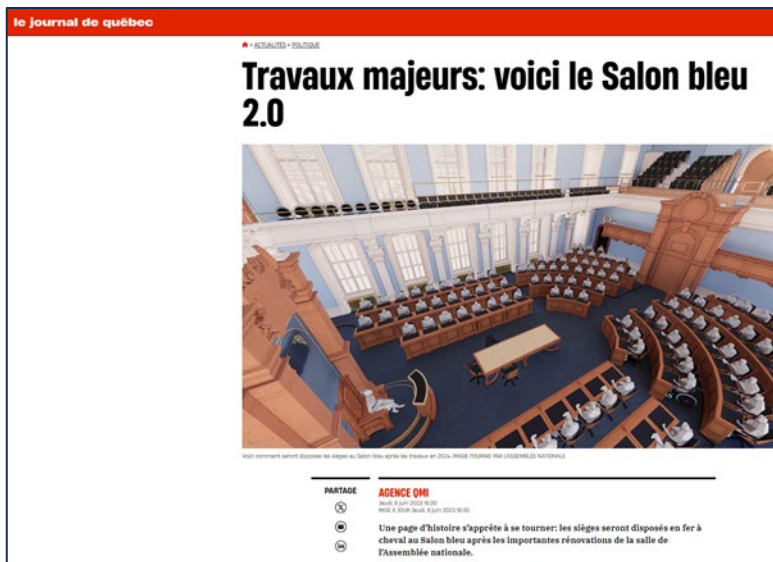 le journal de québec
> ACTUALITÉS > POLITIQUE
Travaux majeurs: voici le Salon bleu
2.0
Voici comment seront disposés les sièges au Salon bleu après les travaux en 2024. IMAGE FOURNIE PAR L'ASSEMBLÉE NATIONALE
PARTAGE
AGENCE QMI
Jeudi, 8 juin 2023 16:30
MISE À JOUR Jeudi, 8 juin 2023 16:30
Une page d'histoire s'apprête à se tourner: les sièges seront disposés en fer à
cheval au Salon bleu après les importantes rénovations de la salle de
l'Assemblée nationale.